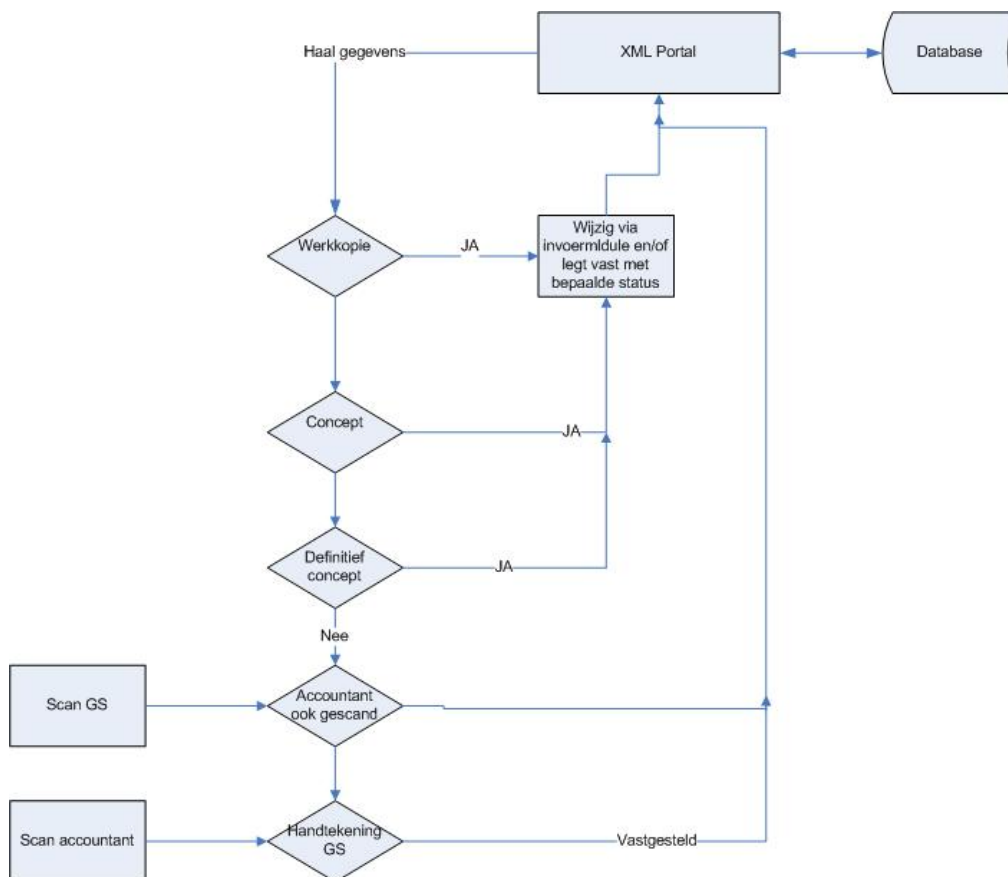 Haal gegevens
XML Portal
Database
Werkkopie
JA
Wijzig via
invoermldule en/of
legt vast met
bepaalde status
Concept
JA
Definitief
concept
JA
Nee
Scan GS
Accountant
ook gescand
Scan accountant
Handtekening
GS
Vastgesteld